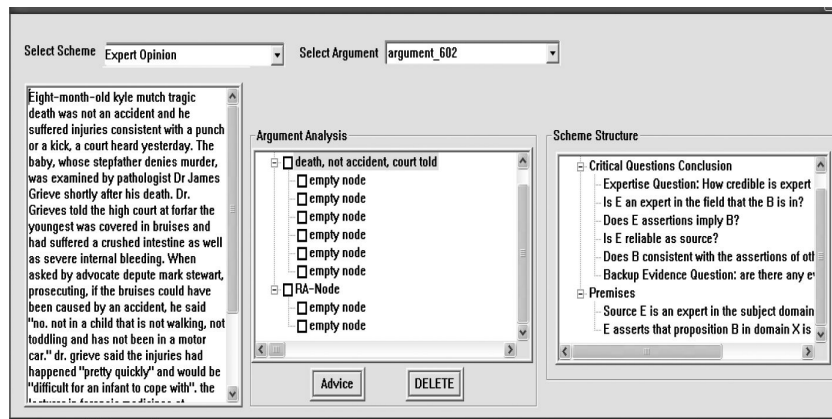 Select Scheme Expert Opinion Select Argument argument_602
Eight-month-old kyle mutch tragic
death was not an accident and he
suffered injuries consistent with a punch
or a kick, a court heard yesterday. The
baby, whose stepfather denies murder,
was examined by pathologist Dr James
Grieve shortly after his death. Dr.
Grieves told the high court at forfar the
youngest was covered in bruises and
had suffered a crushed intestine as well
as severe internal bleeding. When
asked by advocate depute mark stewart,
prosecuting, if the bruises could have
been caused by an accident, he said
"no. not in a child that is not walking, not
toddling and has not been in a motor
car." dr. grieve said the injuries had
happened "pretty quickly" and would be
"difficult for an infant to cope with". the
Argument Analysis
death, not accident, court told
empty node
empty node
empty node
empty node
empty node
empty node
RA-Node
empty node
empty node
Advice DELETE
Scheme Structure
Critical Questions Conclusion
Expertise Question: How credible is expert
Is E an expert in the field that the B is in?
Does E assertions imply B?
Is E reliable as source?
Does B consistent with the assertions of ot
Backup Evidence Question: are there any e
Premises
Source E is an expert in the subject domain
E asserts that proposition B in domain X is